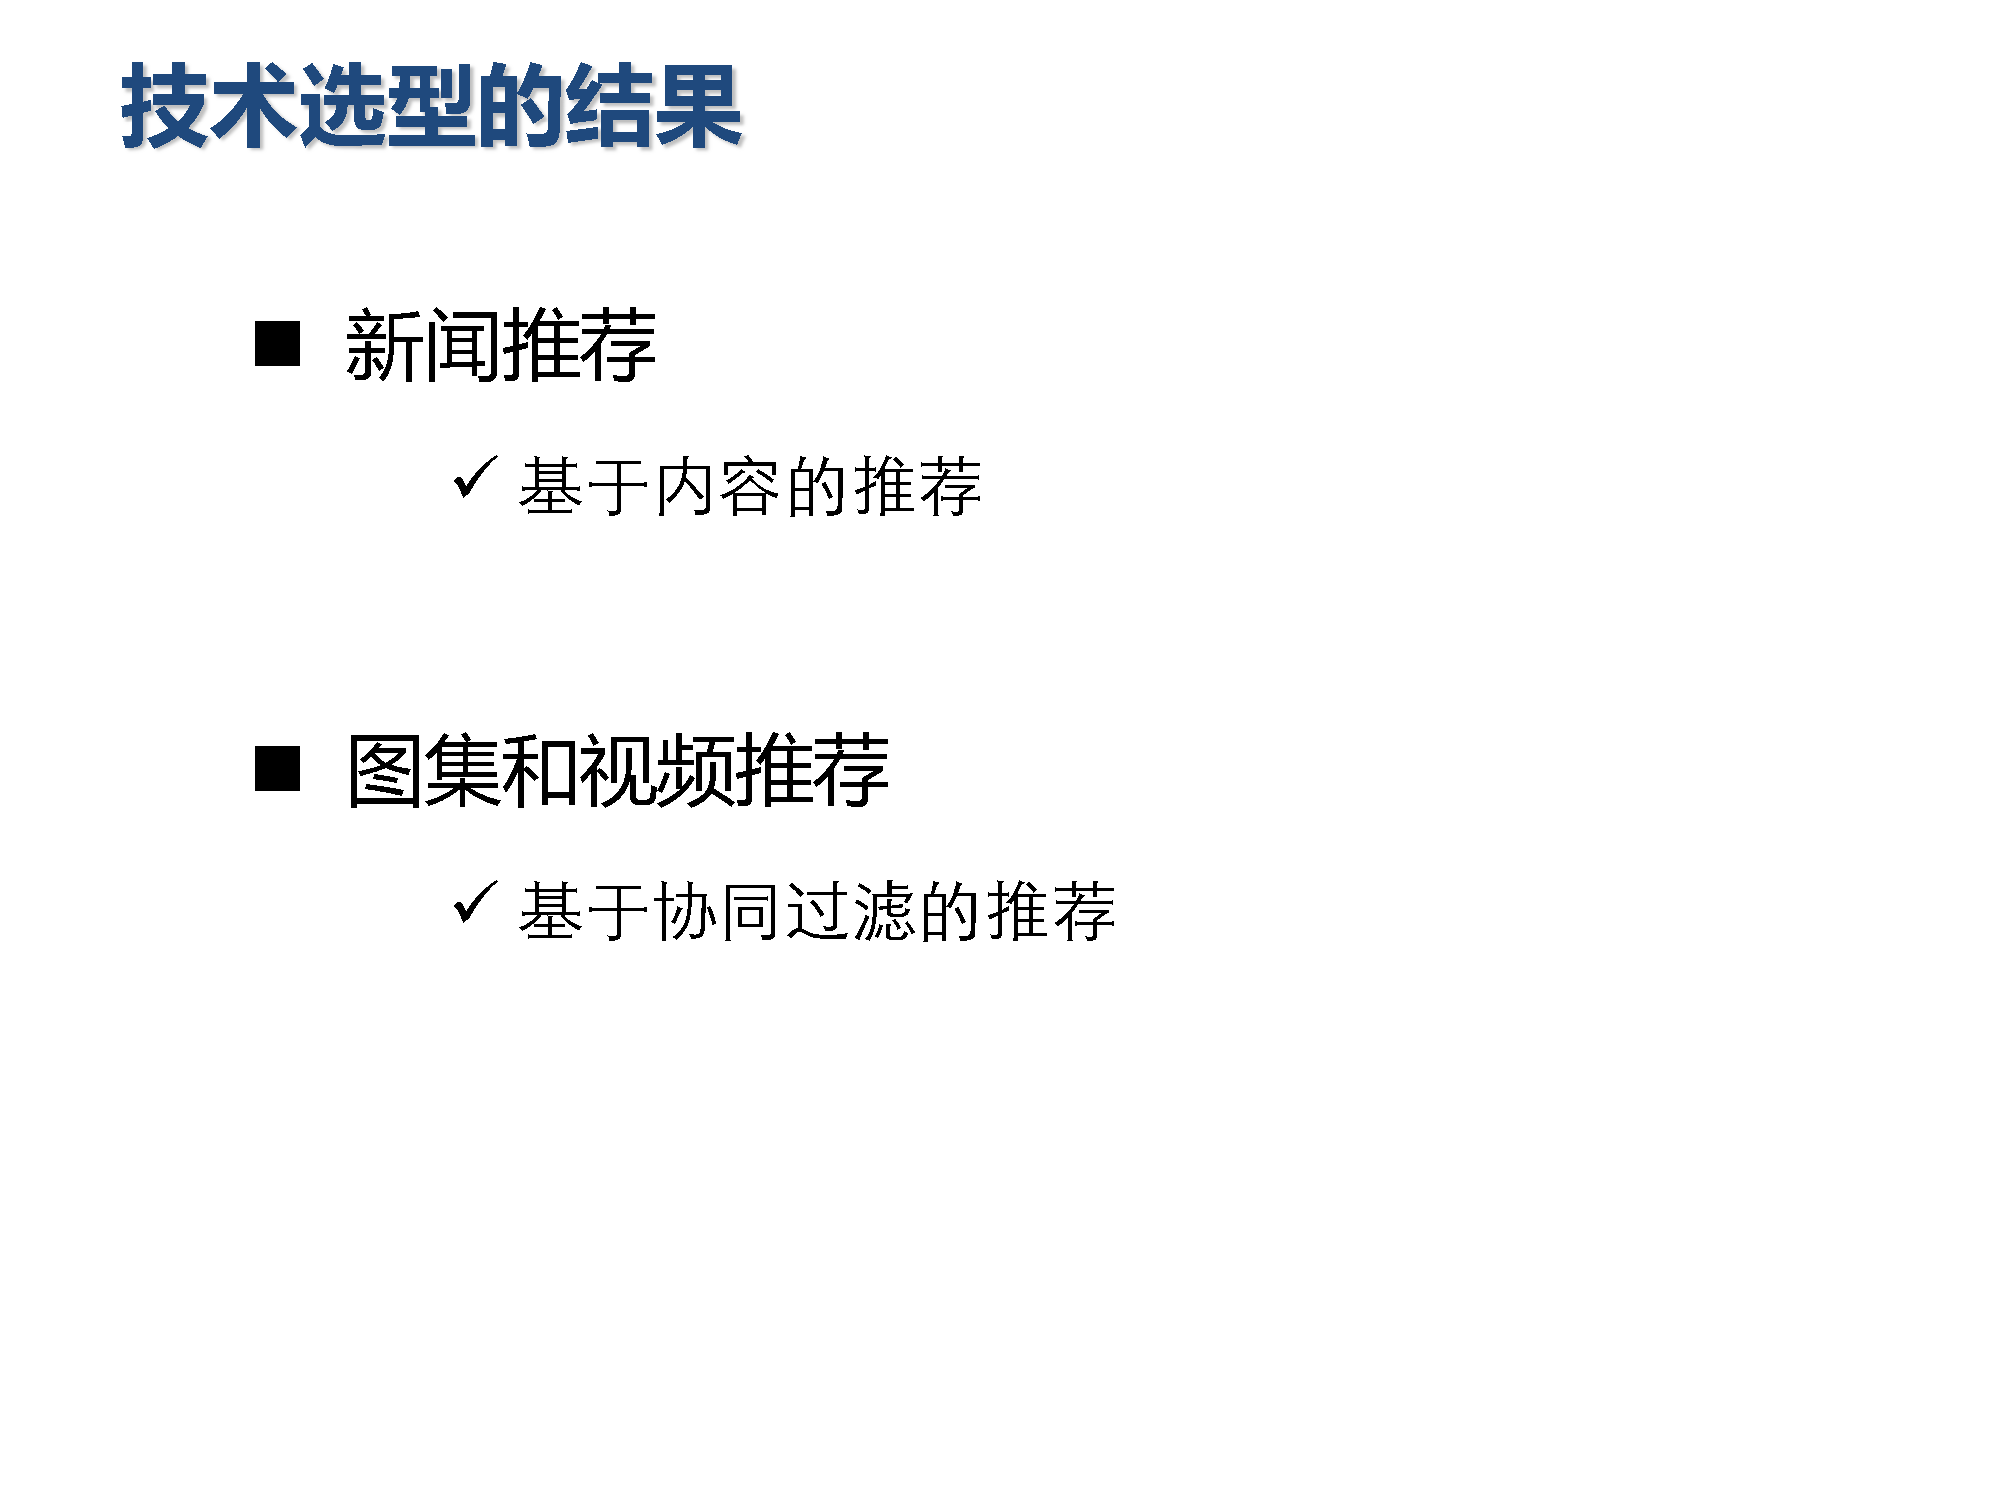 技术选型的结果
■ 新闻推荐
✓ 基于内容的推荐
■ 图集和视频推荐
✓ 基于协同过滤的推荐